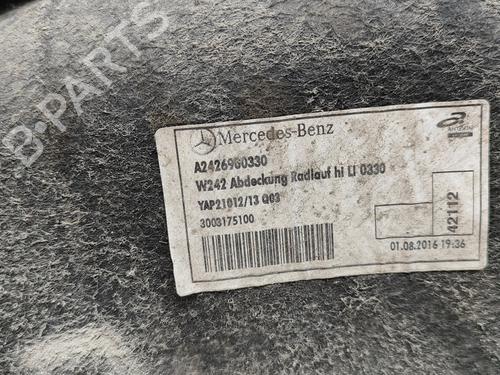 B-PARTS
Mercedes-Benz
A2426960330
W242 Abdeckung Radlauf hi LI 0330
YAP21012/13 Q03
3003175100
42112
01.08.2016 19:36